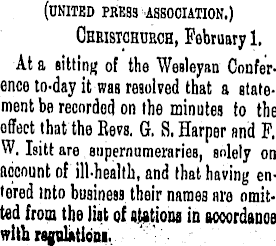 (UNITED PRESS ASSOCIATION.)
CHRISTCHURCH, February 1.
At a sitting of the Wesleyan Confer-
ence to-day it was resolved that a state-
ment be recorded on the minutes to the
effect that the Revs. G. S. Harper and F.
W. Isitt are supernumeraries, solely on
account of ill-health, and that having en-
tered into business their names are omit-
ted from the list of stations in accordance
with regulations.